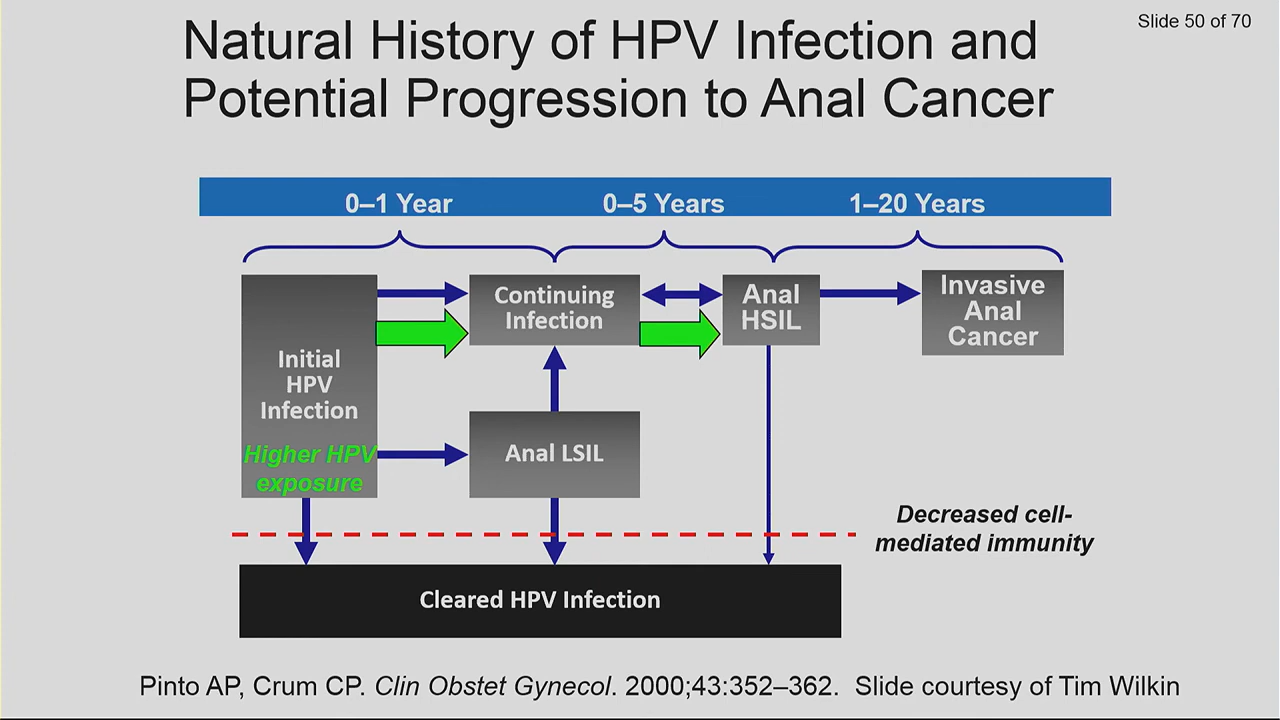 Slide 50 of 70
Natural History of HPV Infection and
Potential Progression to Anal Cancer
0–1 Year
0–5 Years
1–20 Years
Initial
HPV
Infection
Higher HPV
exposure
Continuing
Infection
Anal
HSIL
Invasive
Anal
Cancer
Anal LSIL
Decreased cell-
mediated immunity
Cleared HPV Infection
Pinto AP, Crum CP. Clin Obstet Gynecol. 2000;43:352–362. Slide courtesy of Tim Wilkin